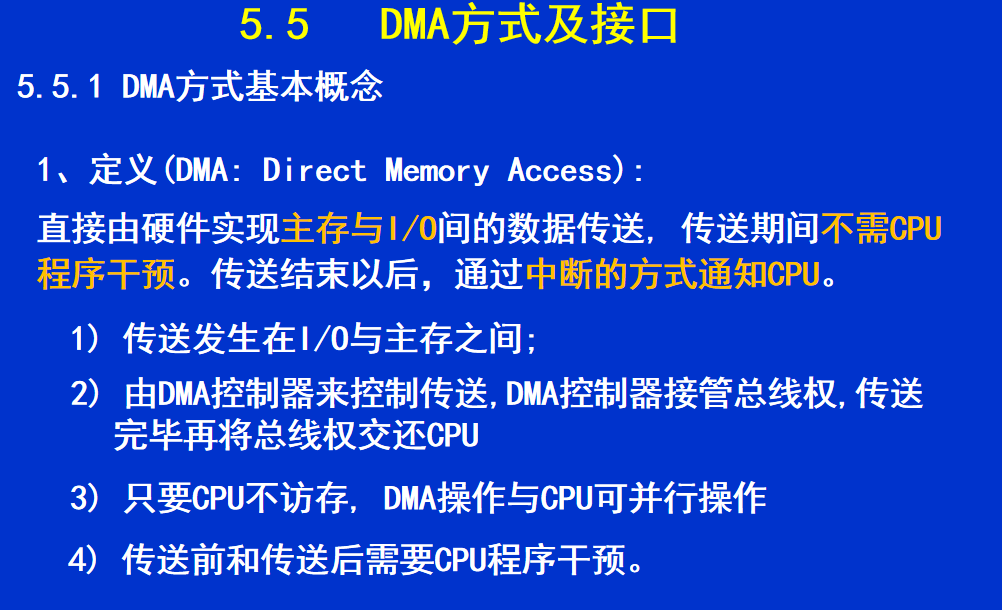 5.5 DMA方式及接口
5.5.1 DMA方式基本概念
1、定义(DMA: Direct Memory Access):
直接由硬件实现主存与I/O间的数据传送, 传送期间不需CPU
程序干预。传送结束以后，通过中断的方式通知CPU。
1) 传送发生在I/O与主存之间;
2) 由DMA控制器来控制传送,DMA控制器接管总线权,传送
完毕再将总线权交还CPU
3) 只要CPU不访存, DMA操作与CPU可并行操作
4) 传送前和传送后需要CPU程序干预。